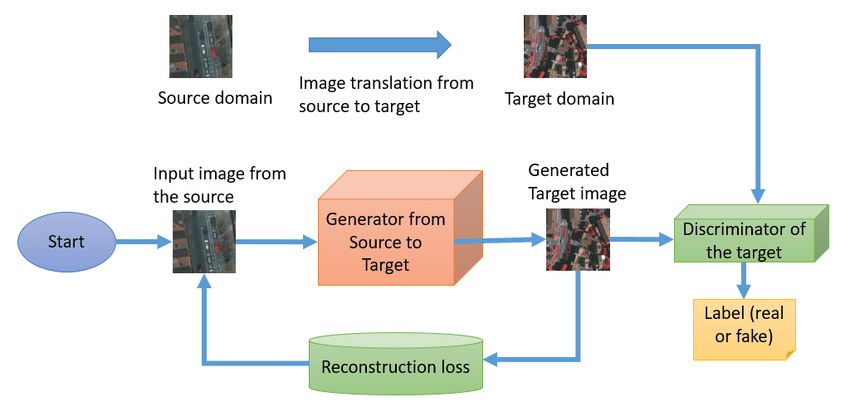 Source domain
Image translation from
source to target
Target domain
Input image from
the source
Generated
Target image
Start
Generator from
Source to
Target
Discriminator of
the target
Label (real
or fake)
Reconstruction loss